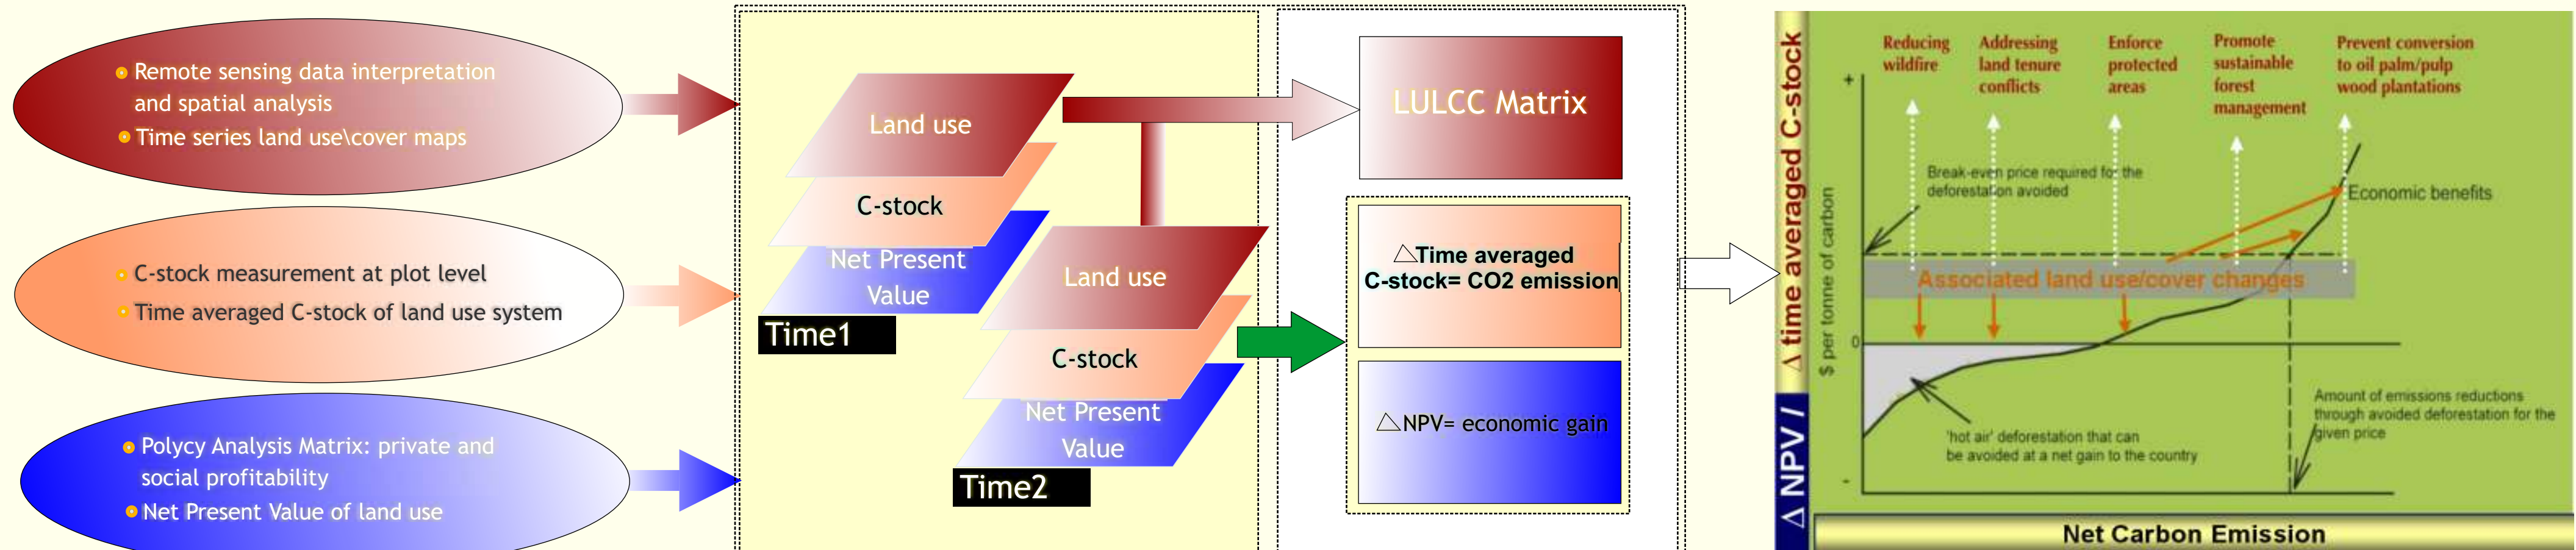 Remote sensing data interpretation
and spatial analysis
Time series land use\cover maps
C-stock measurement at plot level
Time averaged C-stock of land use system
Polycy Analysis Matrix: private and
social profitability
Net Present Value of land use
Land use
C-stock
Net Present
Value
Time1
Land use
C-stock
Net Present
Value
Time2
LULCC Matrix
△Time averaged
C-stock= CO2 emission
△NPV= economic gain
Δ NPV / Δ time averaged C-stock
$ per tonne of carbon
+
0
-
Reducing
wildfire
Addressing
land tenure
conflicts
Enforce
protected
areas
Promote
sustainable
forest
management
Prevent conversion
to oil palm/pulp
wood plantations
Break-even price required for the
deforestation avoided
Economic benefits
Associated land use/cover changes
'hot air' deforestation that can
be avoided at a net gain to the country
Amount of emissions reductions
through avoided deforestation for the
given price
Net Carbon Emission